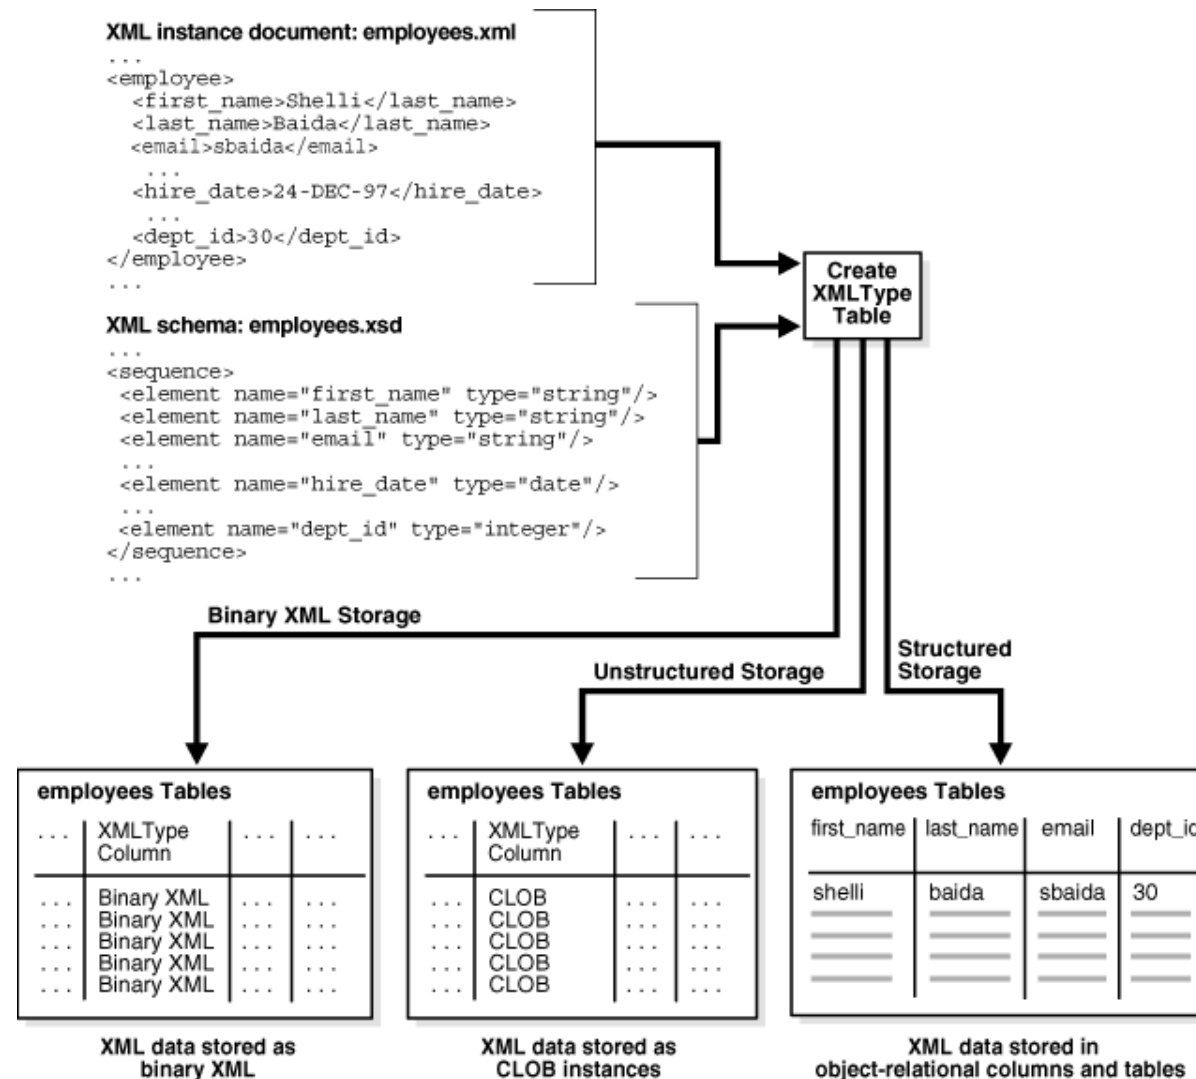 XML instance document: employees.xml
...
<employee>
<first_name>Shelli</last_name>
<last_name>Baida</last_name>
<email>sbaida</email>
...
<hire_date>24-DEC-97</hire_date>
...
<dept_id>30</dept_id>
</employee>
...
Create
XMLType
Table
XML schema: employees.xsd
...
<sequence>
<element name="first_name" type="string"/>
<element name="last_name" type="string"/>
<element name="email" type="string"/>
...
<element name="hire_date" type="date"/>
...
<element name="dept_id" type="integer"/>
</sequence>
...
Binary XML Storage
Unstructured Storage
Structured
Storage
employees Tables
... XMLType ... ...
Column
... Binary XML ... ...
... Binary XML ... ...
... Binary XML ... ...
... Binary XML ... ...
... Binary XML ... ...
XML data stored as
binary XML
employees Tables
... XMLType ... ...
Column
... CLOB ... ...
... CLOB ... ...
... CLOB ... ...
... CLOB ... ...
... CLOB ... ...
XML data stored as
CLOB instances
employees Tables
first_name last_name email dept_id
shelli baida sbaida 30
XML data stored in
object-relational columns and tables